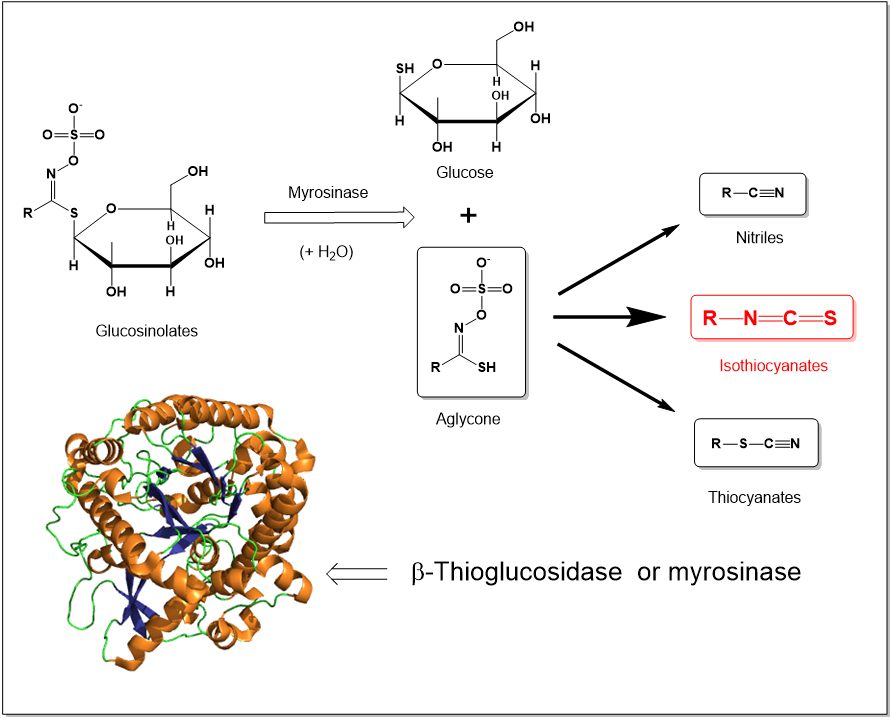 OH
SH
O
H
H
OH
H
OH
OH
H
Glucose
O-
O=S=O
O
N
R
S
O
OH
H
H
OH
H
OH
OH
H
Glucosinolates
Myrosinase
(+ H2O)
+
O-
O=S=O
O
N
R
SH
Aglycone
R—C≡N
Nitriles
R—N=C=S
Isothiocyanates
R—S—C≡N
Thiocyanates
β-Thioglucosidase or myrosinase